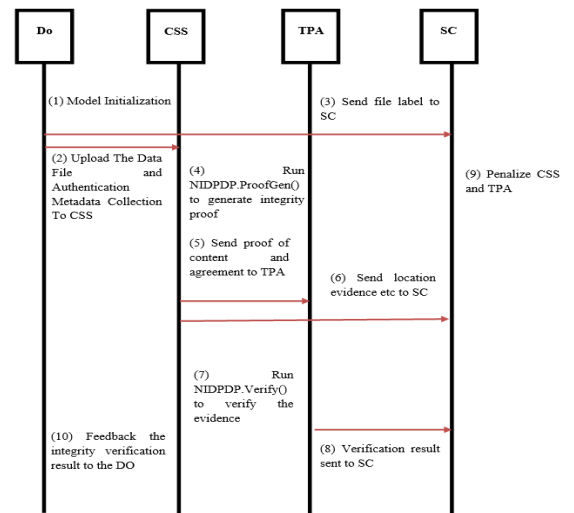 Do
CSS
TPA
SC
(1) Model Initialization
(3) Send file label to
SC
(2) Upload The Data
File and
Authentication
Metadata Collection
To CSS
(4) Run
NIDPDP.ProofGen()
to generate integrity
proof
(9) Penalize CSS
and TPA
(5) Send proof of
content and
agreement to TPA
(6) Send location
evidence etc to SC
(7) Run
NIDPDP.Verify()
to verify the
evidence
(10) Feedback the
integrity verification
result to the DO
(8) Verification result
sent to SC